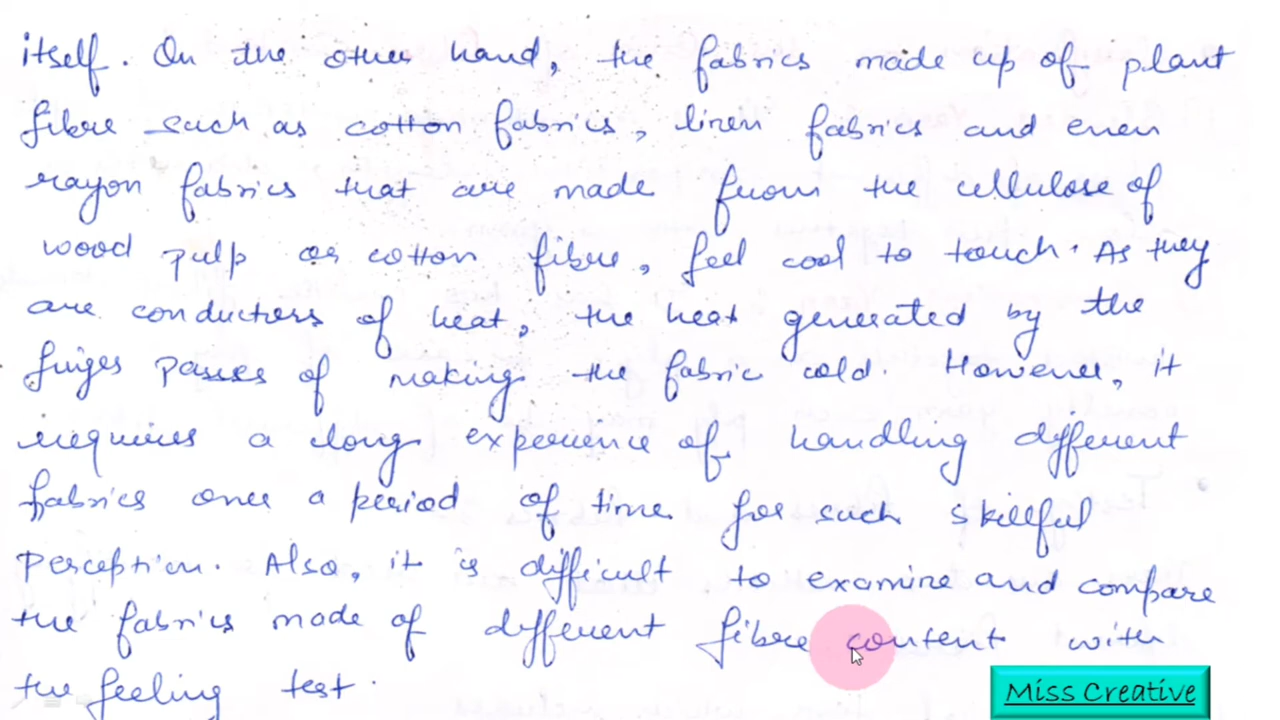 itself. On the other hand, the fabrics made up of plant
fibre such as cotton fabrics, linen fabrics and even
rayon fabrics that are made from the cellulose of
wood pulp or cotton fibre, feel cool to touch. As they
are conductors of heat, the heat generated by the
finges passes of making the fabric cold. However, it
requires a long experience of handling different
fabrics over a period of time for such skillful
perception. Also, it is difficult to examine and compare
the fabrics made of different fibre content with
the feeling test.
Miss Creative